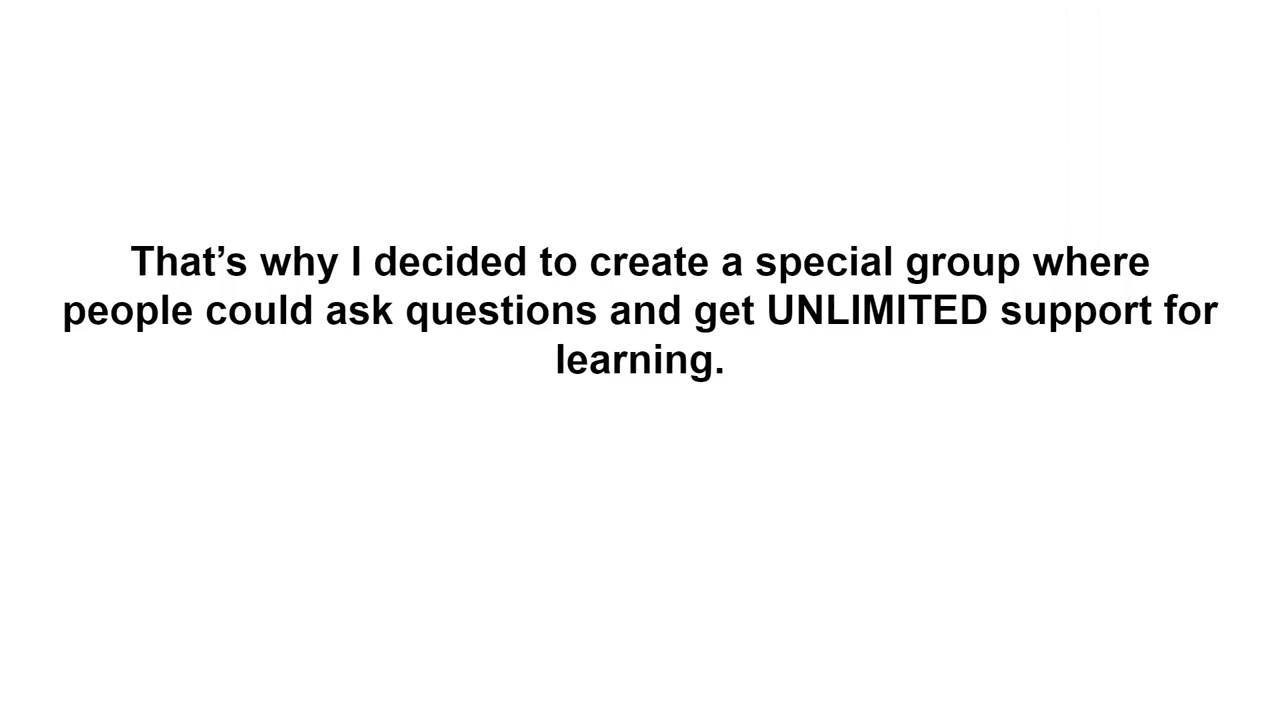 That’s why I decided to create a special group where
people could ask questions and get UNLIMITED support for
learning.